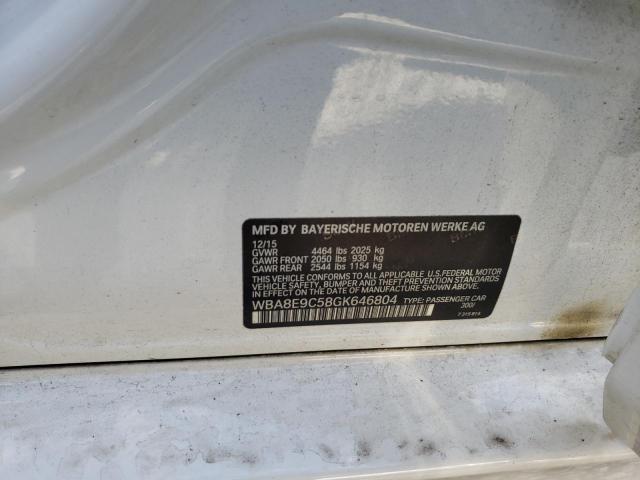 MFD BY BAYERISCHE MOTOREN WERKE AG
12/15
GVWR 4464 lbs 2025 kg
GAWR FRONT 2050 lbs 930 kg
GAWR REAR 2544 lbs 1154 kg
THIS VEHICLE CONFORMS TO ALL APPLICABLE U.S.FEDERAL MOTOR
VEHICLE SAFETY, BUMPER AND THEFT PREVENTION STANDARDS
IN EFFECT ON THE DATE OF MANUFACTURE SHOWN ABOVE.
WBA8E9C58GK646804 TYPE: PASSENGER CAR
300/